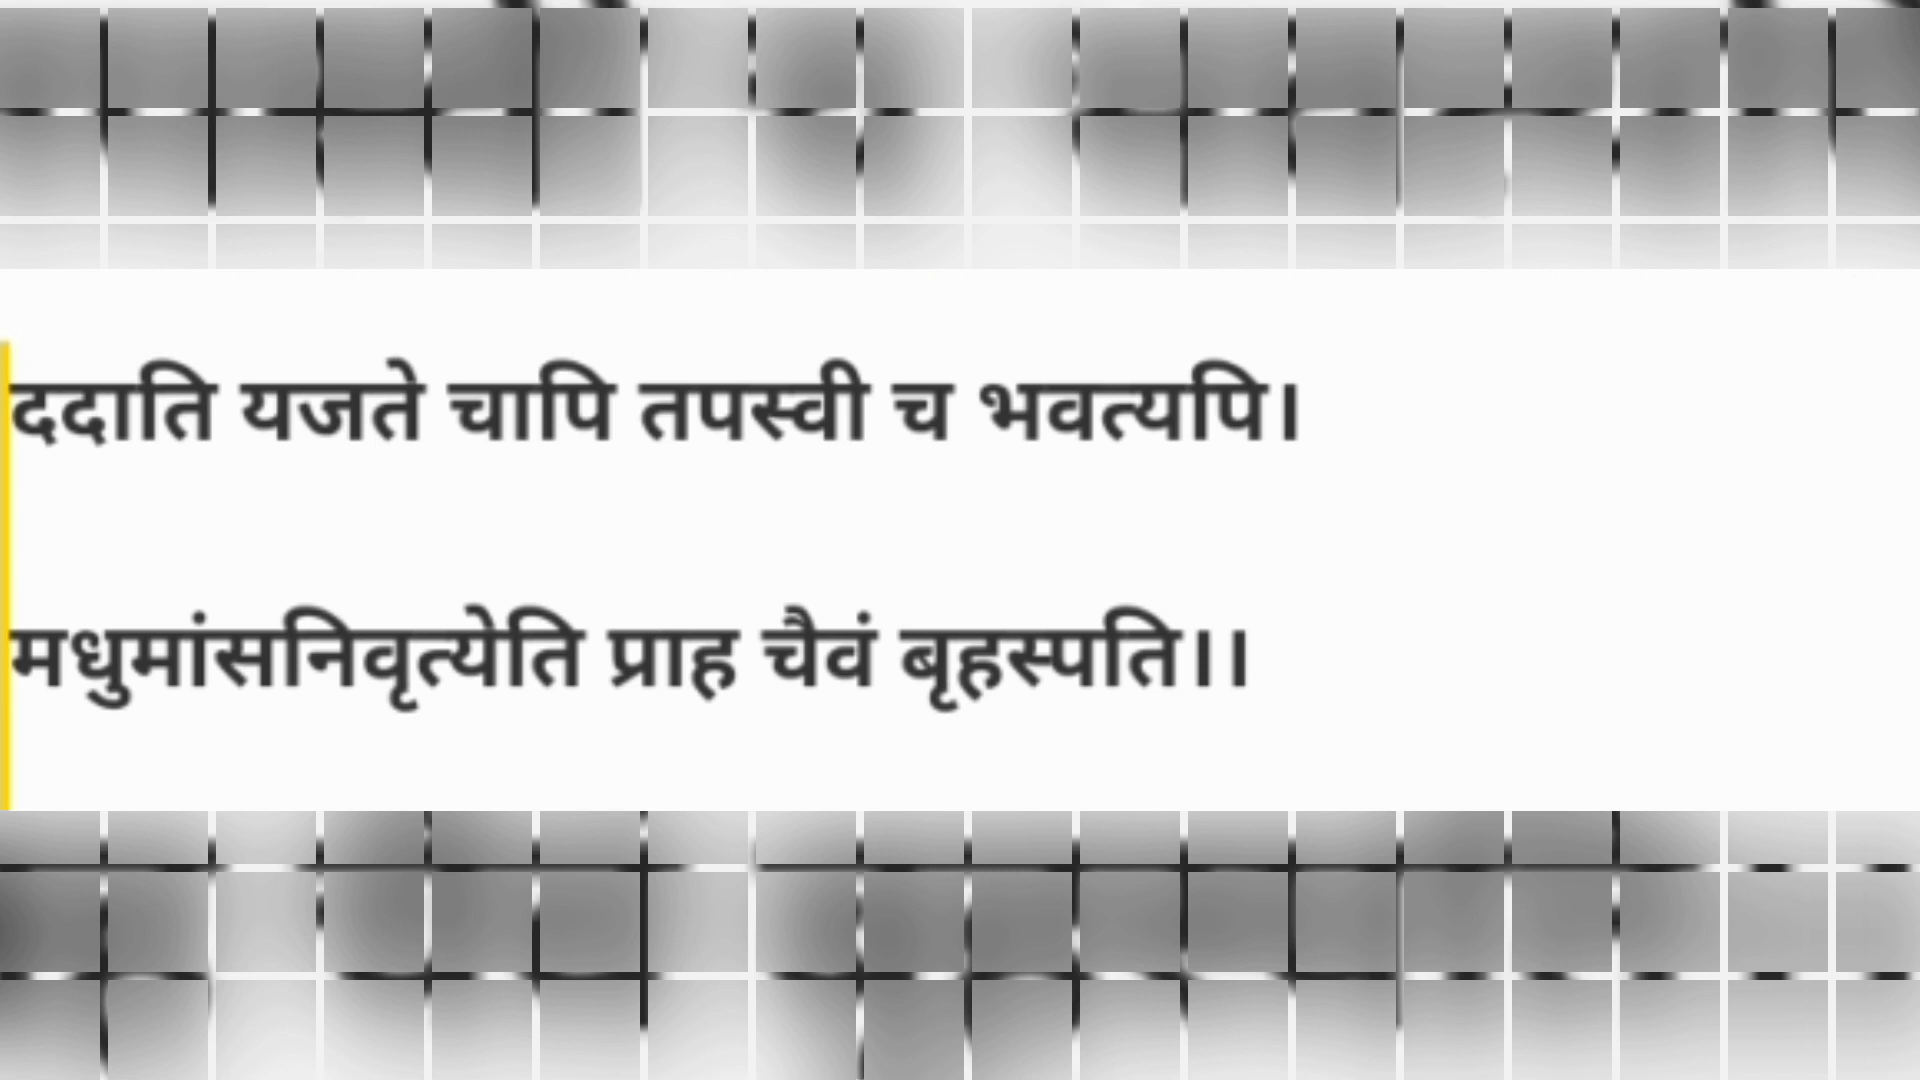 ददाति यजते चापि तपस्वी च भवत्यपि।
मधुमांसनिवृत्येति प्राह चैवं बृहस्पति।।